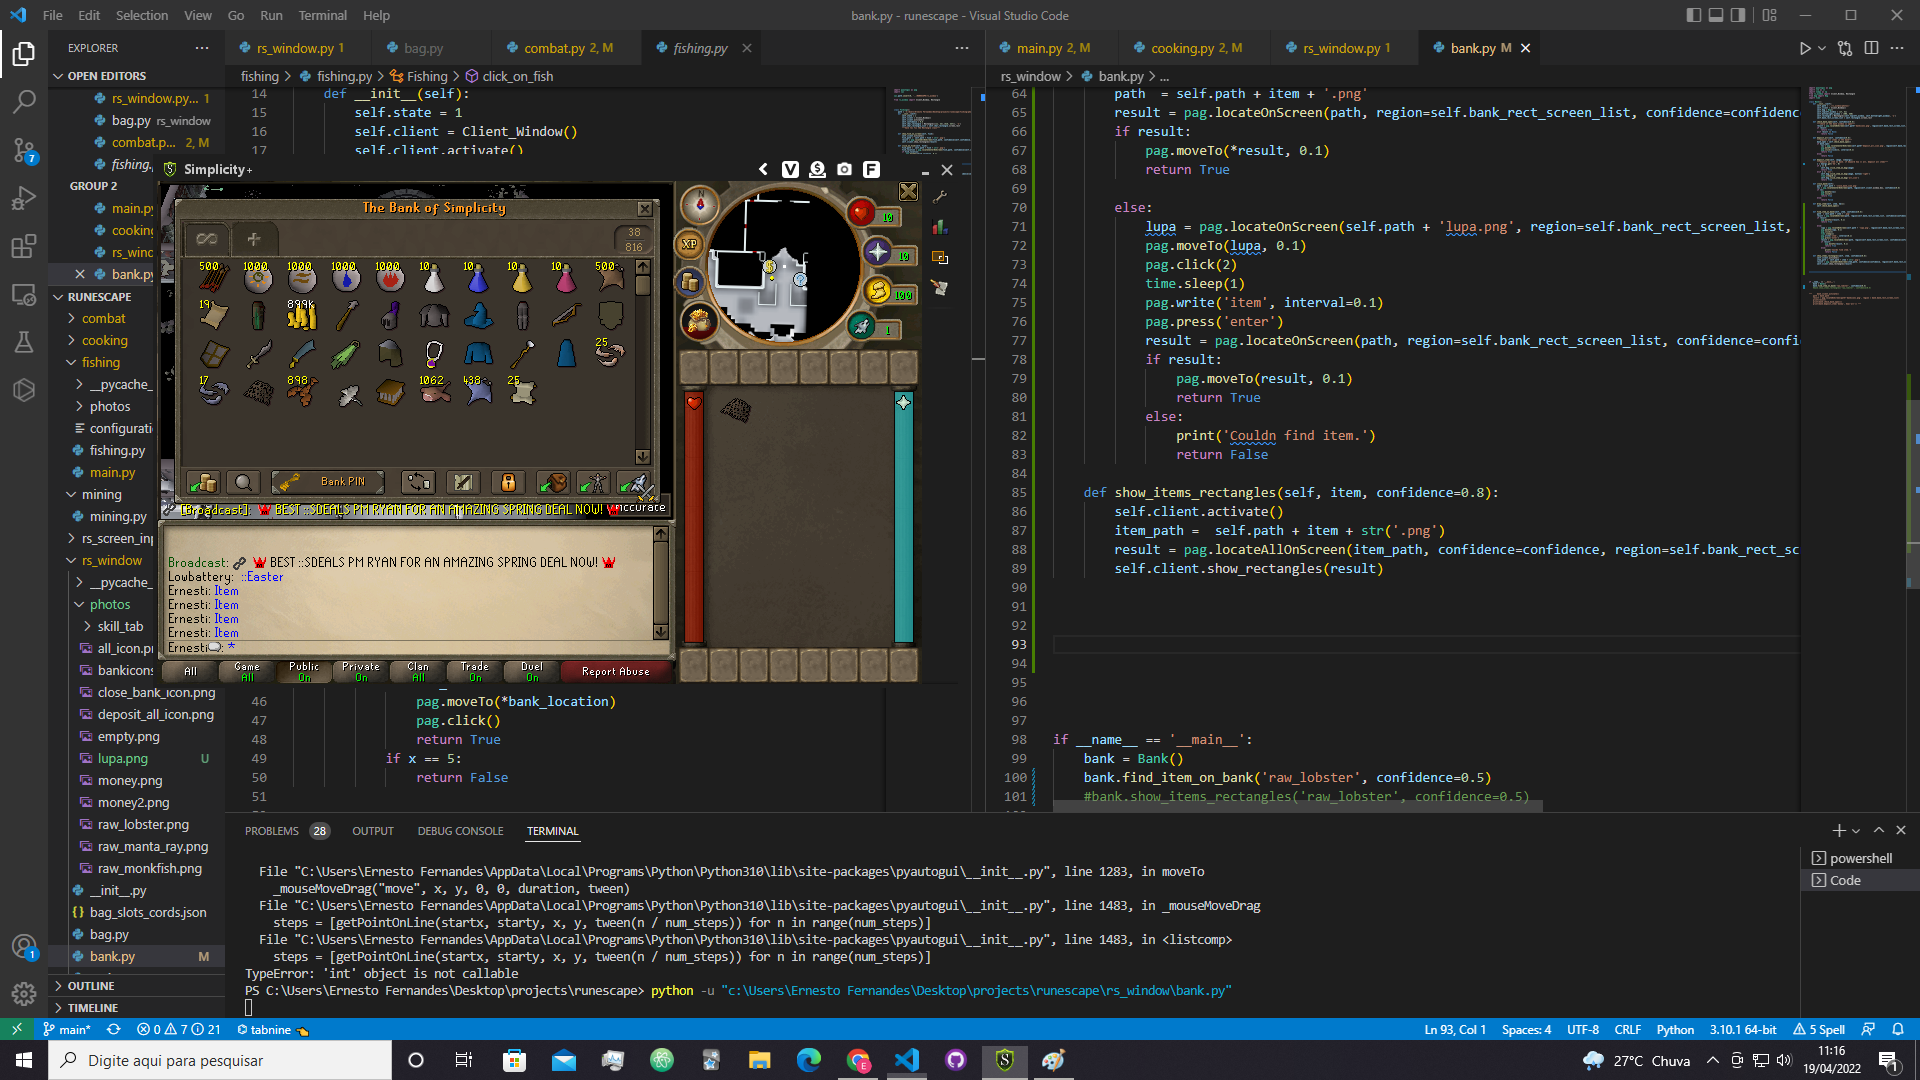 File Edit Selection View Go Run Terminal Help
bank.py - runescape - Visual Studio Code
EXPLORER
OPEN EDITORS
rs_window.py... 1
bag.py rs_window
combat.p... 2, M
fishing.
GROUP 2
main.py
cooking
rs_wind
bank.py
RUNESCAPE
combat
cooking
fishing
__pycache_
photos
configuratio
fishing.py
main.py
mining
mining.py
rs_screen_inp
rs_window
__pycache_
photos
skill_tab
all_icon.pn
bankicons
close_bank_icon.png
deposit_all_icon.png
empty.png
lupa.png U
money.png
money2.png
raw_lobster.png
raw_manta_ray.png
raw_monkfish.png
__init__.py
bag_slots_cords.json
bag.py
bank.py M
OUTLINE
TIMELINE
rs_window.py 1
bag.py
combat.py 2, M
fishing.py
fishing > fishing.py > Fishing > click_on_fish
14 def __init__(self):
15 self.state = 1
16 self.client = Client_Window()
17 self.client.activate()
Simplicity+
The Bank of Simplicity
38
816
500 1000 1000 1000 1000 10 10 10 10 500
19 899K
25
17 898 1062 438 25
Bank PIN
[Broadcast]: BEST ::SDEALS PM RYAN FOR AN AMAZING SPRING DEAL NOW!
Broadcast: BEST ::SDEALS PM RYAN FOR AN AMAZING SPRING DEAL NOW!
Lowbattery: ::Easter
Ernesti: Item
Ernesti: Item
Ernesti: Item
Ernesti: Item
Ernesti : *
All
Game All
Public On
Private On
Clan All
Trade On
Duel On
Report Abuse
XP
10
10
100
1
46 pag.moveTo(*bank_location)
47 pag.click()
48 return True
49 if x == 5:
50 return False
51
main.py 2, M
cooking.py 2, M
rs_window.py 1
bank.py M
rs_window > bank.py > ...
64 path = self.path + item + '.png'
65 result = pag.locateOnScreen(path, region=self.bank_rect_screen_list, confidence=confidenc
66 if result:
67 pag.moveTo(*result, 0.1)
68 return True
69
70 else:
71 lupa = pag.locateOnScreen(self.path + 'lupa.png', region=self.bank_rect_screen_list,
72 pag.moveTo(lupa, 0.1)
73 pag.click(2)
74 time.sleep(1)
75 pag.write('item', interval=0.1)
76 pag.press('enter')
77 result = pag.locateOnScreen(path, region=self.bank_rect_screen_list, confidence=confi
78 if result:
79 pag.moveTo(result, 0.1)
80 return True
81 else:
82 print('Couldn find item.')
83 return False
84
85 def show_items_rectangles(self, item, confidence=0.8):
86 self.client.activate()
87 item_path = self.path + item + str('.png')
88 result = pag.locateAllOnScreen(item_path, confidence=confidence, region=self.bank_rect_sc
89 self.client.show_rectangles(result)
90
91
92
93
94
95
96
97
98 if __name__ == '__main__':
99 bank = Bank()
100 bank.find_item_on_bank('raw_lobster', confidence=0.5)
101 #bank.show_items_rectangles('raw_lobster', confidence=0.5)
PROBLEMS 28 OUTPUT DEBUG CONSOLE TERMINAL
powershell
Code
File "C:\Users\Ernesto Fernandes\AppData\Local\Programs\Python\Python310\lib\site-packages\pyautogui\__init__.py", line 1283, in moveTo
_mouseMoveDrag("move", x, y, 0, 0, duration, tween)
File "C:\Users\Ernesto Fernandes\AppData\Local\Programs\Python\Python310\lib\site-packages\pyautogui\__init__.py", line 1483, in _mouseMoveDrag
steps = [getPointOnLine(startx, starty, x, y, tween(n / num_steps)) for n in range(num_steps)]
File "C:\Users\Ernesto Fernandes\AppData\Local\Programs\Python\Python310\lib\site-packages\pyautogui\__init__.py", line 1483, in <listcomp>
steps = [getPointOnLine(startx, starty, x, y, tween(n / num_steps)) for n in range(num_steps)]
TypeError: 'int' object is not callable
PS C:\Users\Ernesto Fernandes\Desktop\projects\runescape> python -u "c:\Users\Ernesto Fernandes\Desktop\projects\runescape\rs_window\bank.py"
main* 0 7 21 tabnine
Ln 93, Col 1 Spaces: 4 UTF-8 CRLF Python 3.10.1 64-bit 5 Spell
Digite aqui para pesquisar
27°C Chuva
11:16
19/04/2022